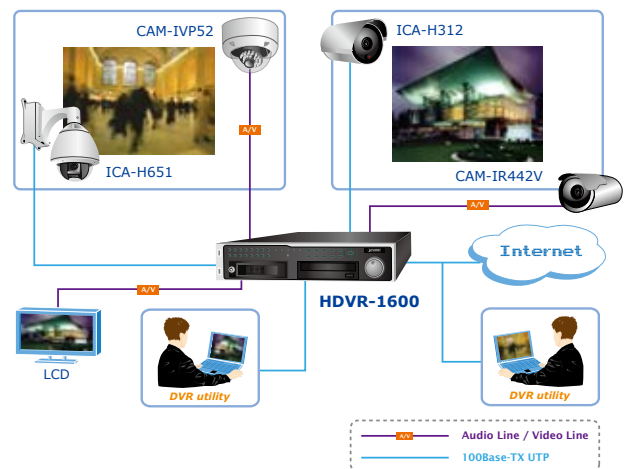 CAM-IVP52
ICA-H312
A/V
ICA-H651
CAM-IR442V
A/V
Internet
HDVR-1600
A/V
LCD
DVR utility
DVR utility
A/V Audio Line / Video Line
100Base-TX UTP